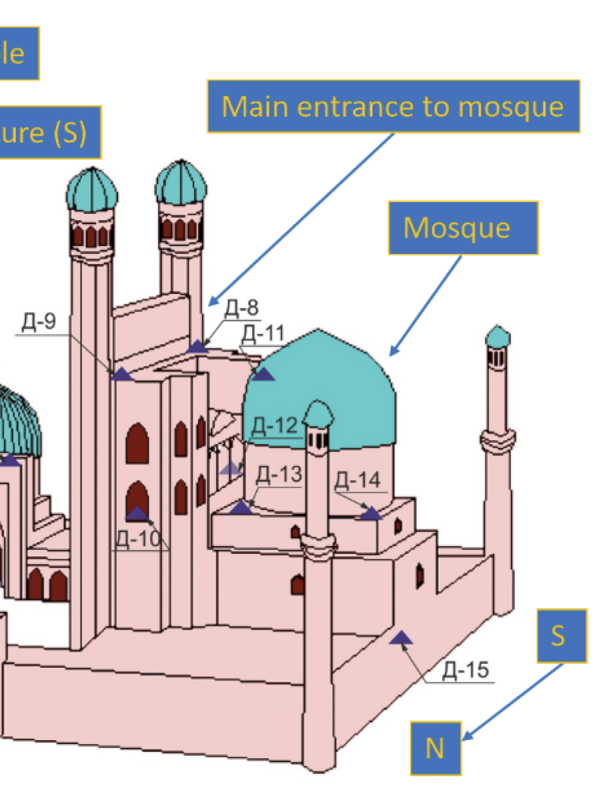 le
ure (S)
Main entrance to mosque
Mosque
Д-8
Д-9
Д-11
Д-12
Д-13
Д-14
Д-10
S
Д-15
N